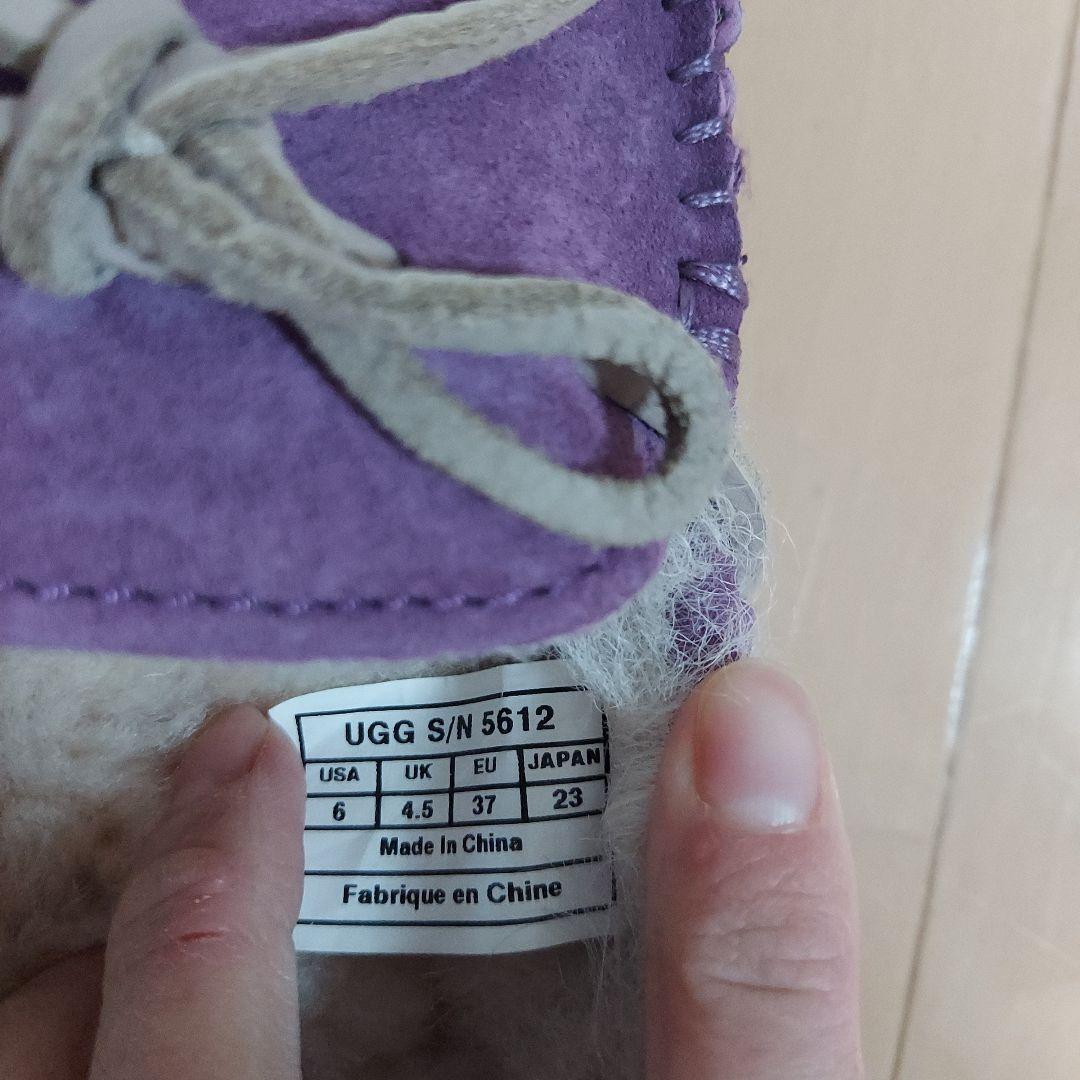 UGG S/N 5612
USA UK EU JAPAN
6 4.5 37 23
Made In China
Fabrique en Chine